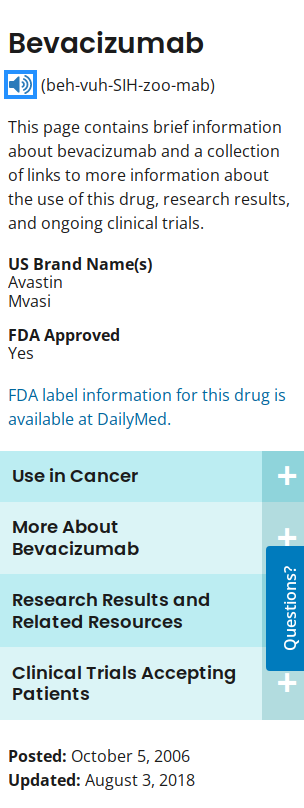 Bevacizumab
(beh-vuh-SIH-zoo-mab)
This page contains brief information
about bevacizumab and a collection
of links to more information about
the use of this drug, research results,
and ongoing clinical trials.
US Brand Name(s)
Avastin
Mvasi
FDA Approved
Yes
FDA label information for this drug is
available at DailyMed.
Use in Cancer +
More About
Bevacizumab +
Questions?
Research Results and
Related Resources
Clinical Trials Accepting
Patients +
Posted: October 5, 2006
Updated: August 3, 2018